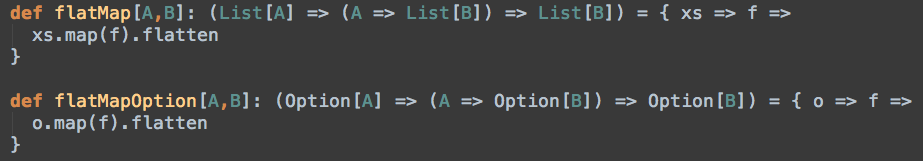 def flatMap[A,B]: (List[A] => (A => List[B]) => List[B]) = { xs => f =>
  xs.map(f).flatten
}
def flatMapOption[A,B]: (Option[A] => (A => Option[B]) => Option[B]) = { o => f =>
  o.map(f).flatten
}